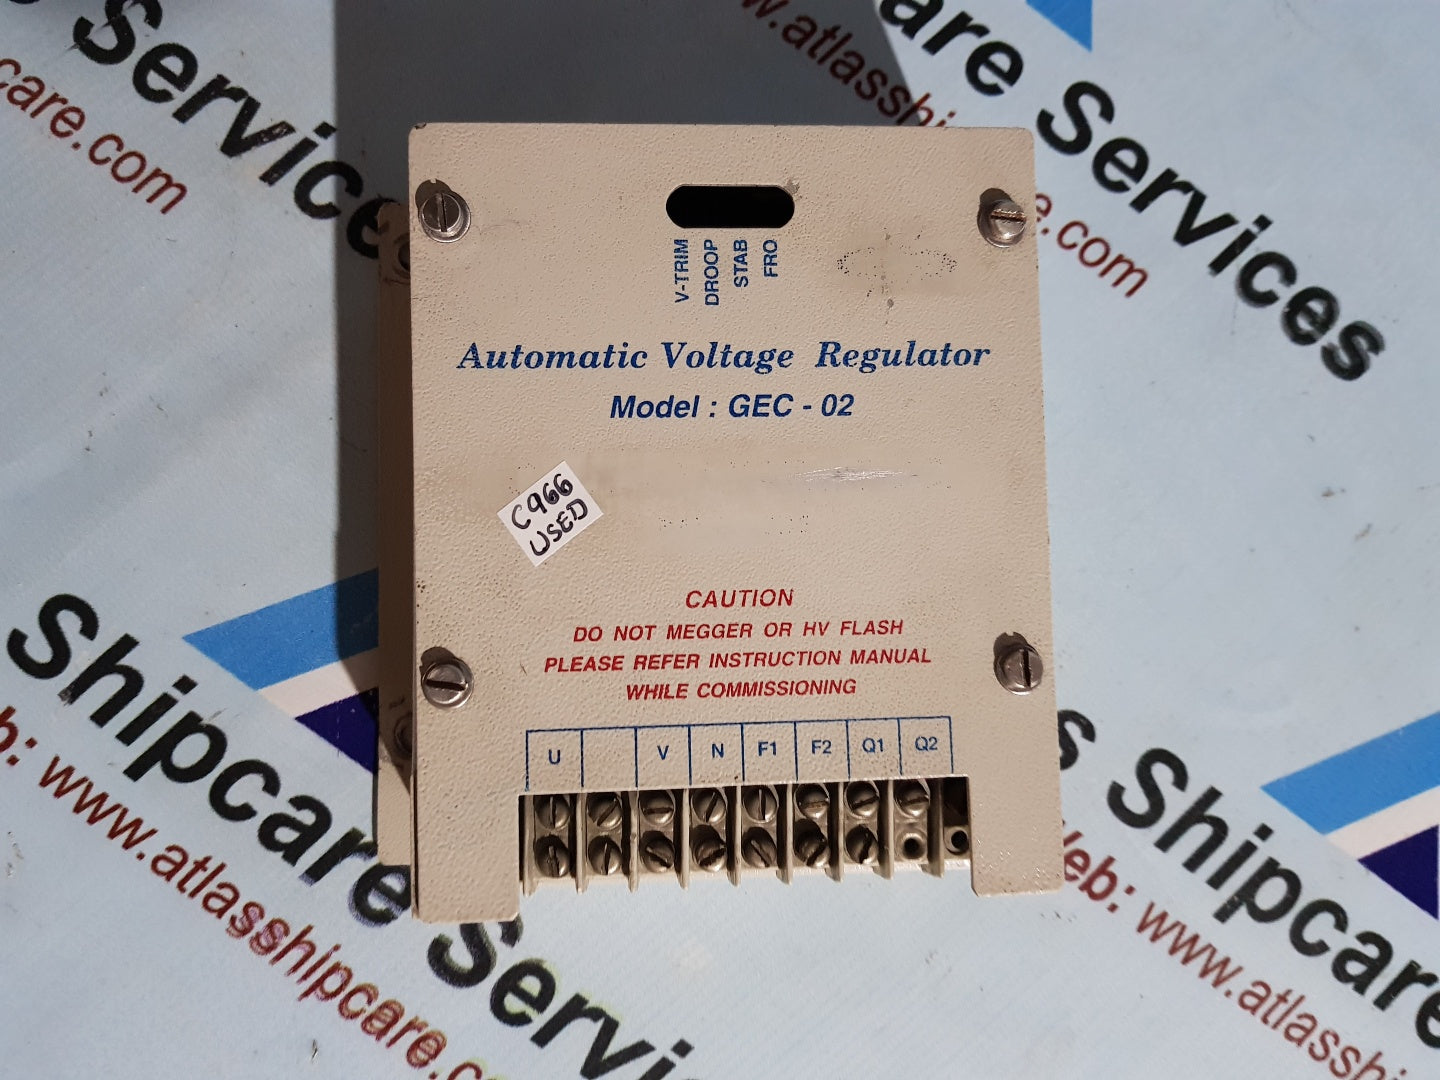 Services
care.com
www.atlasship
are Services
e.com
V-TRIM
DROOP
STAB
FRO
Automatic Voltage Regulator
Model : GEC - 02
C966
USED
CAUTION
DO NOT MEGGER OR HV FLASH
PLEASE REFER INSTRUCTION MANUAL
WHILE COMMISSIONING
U V N F1 F2 Q1 Q2
Shipcare Services
b: www.atlasshipcare.com
s Shipcare
Web: www.atlasshi